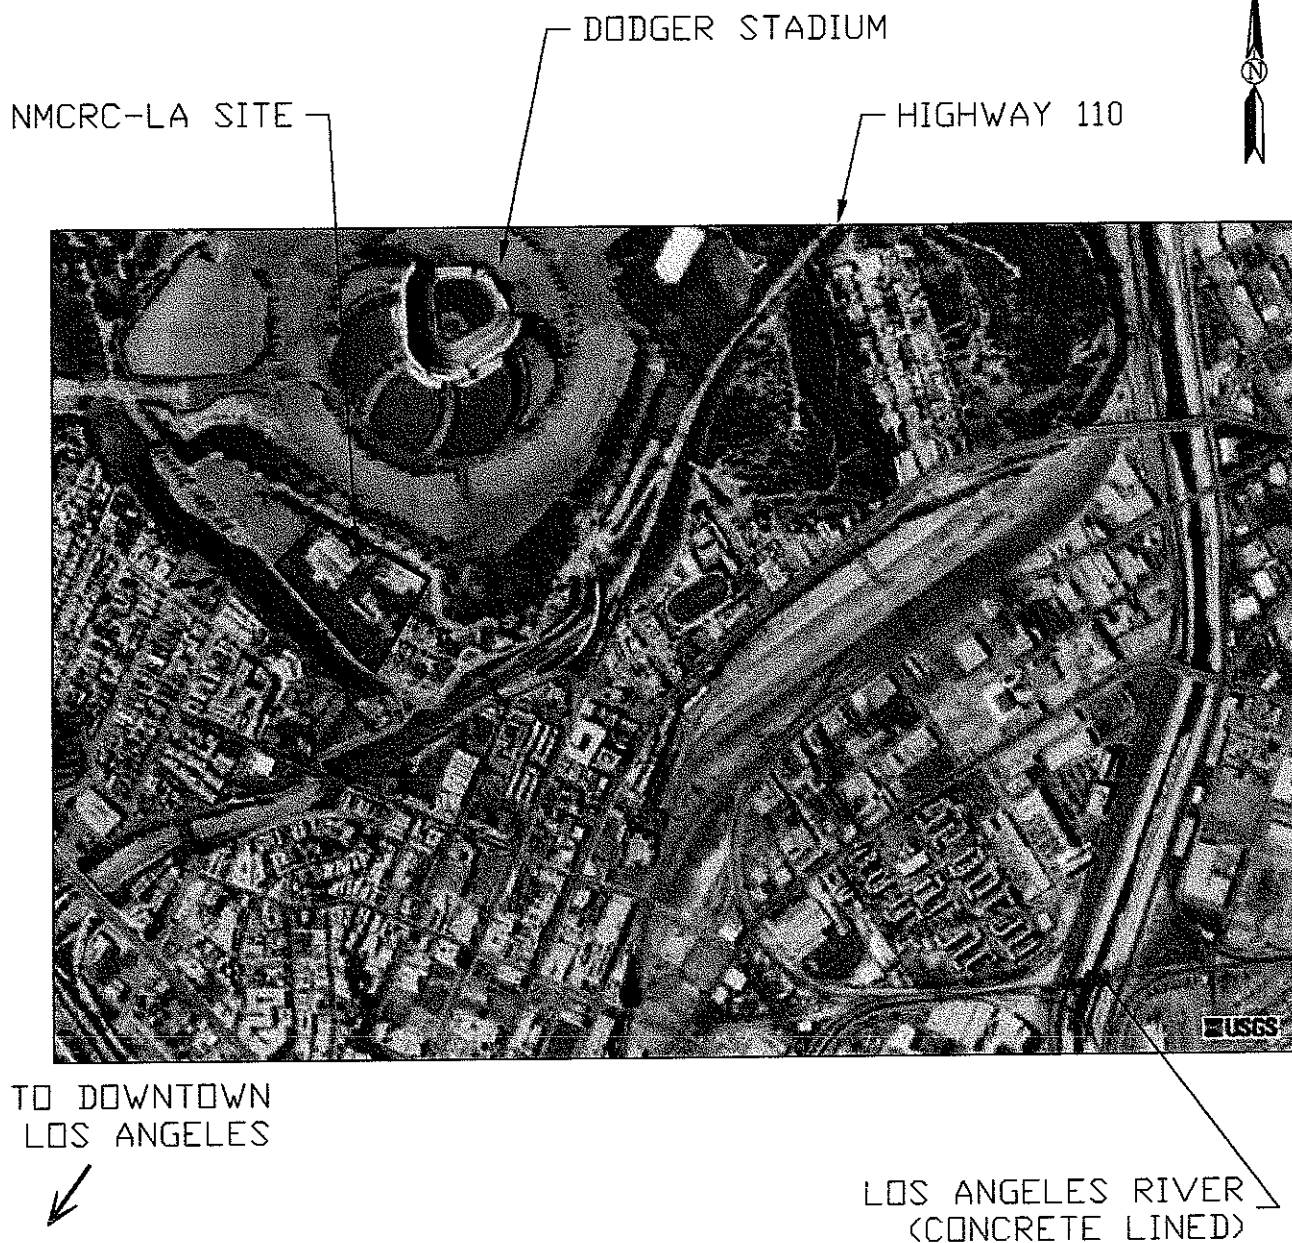 DODGER STADIUM
NMCRC-LA SITE
HIGHWAY 110
N
USGS
TO DOWNTOWN
LOS ANGELES
LOS ANGELES RIVER
(CONCRETE LINED)